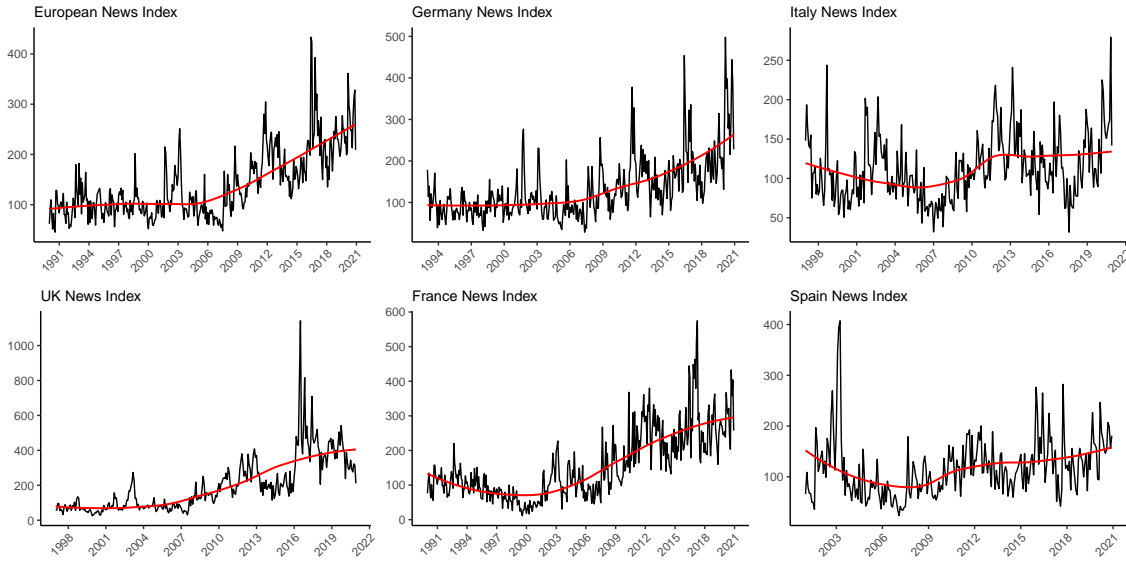 European News Index
400
300
200
100
1991 1994 1997 2000 2003 2006 2009 2012 2015 2018 2021
Germany News Index
500
400
300
200
100
1994 1997 2000 2003 2006 2009 2012 2015 2018 2021
Italy News Index
250
200
150
100
50
1998 2001 2004 2007 2010 2013 2016 2019 2022
UK News Index
1000
800
600
400
200
0
1998 2001 2004 2007 2010 2013 2016 2019 2022
France News Index
600
500
400
300
200
100
0
1991 1994 1997 2000 2003 2006 2009 2012 2015 2018 2021
Spain News Index
400
300
200
100
2003 2006 2009 2012 2015 2018 2021